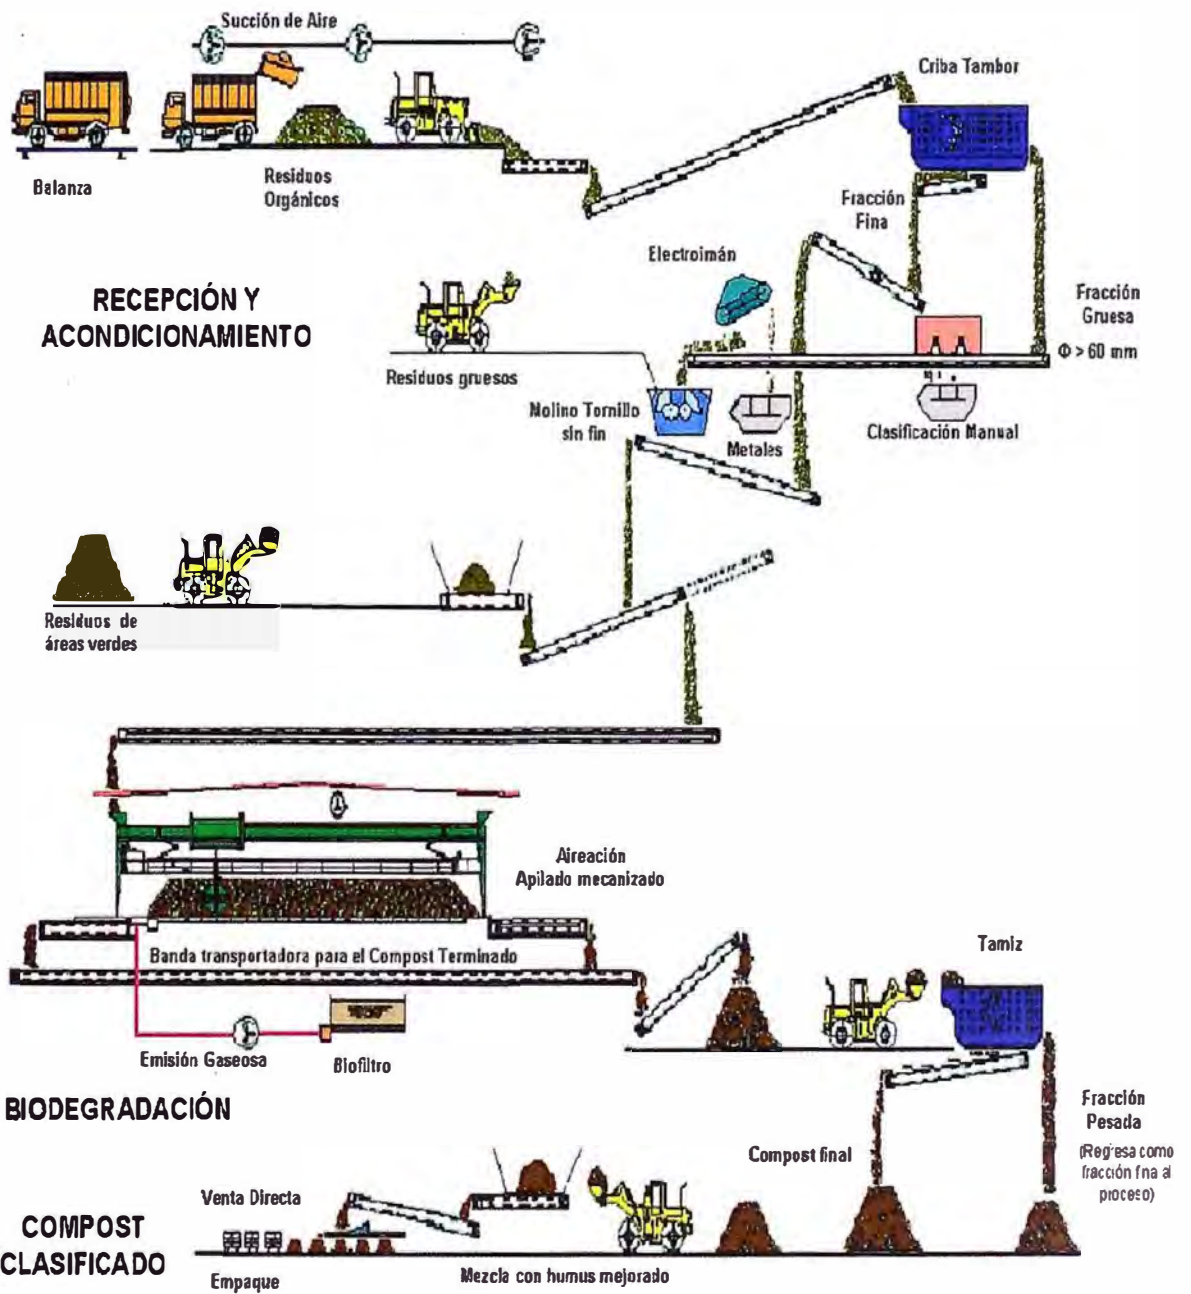 Succión de Aire
Criba Tambor
Balanza
Residuos
Orgánicos
Fracción
Fina
Electroimán
RECEPCIÓN Y
ACONDICIONAMIENTO
Fracción
Gruesa
Φ > 60 mm
Residuos gruesos
Molino Tornillo
sin fin
Metales
Clasificación Manual
Residuos de
áreas verdes
Aireación
Apilado mecanizado
Banda transportadora para el Compost Terminado
Tamiz
Emisión Gaseosa
Biofiltro
BIODEGRADACIÓN
Fracción
Pesada
(Regresa como
fracción fina al
proceso)
Compost final
Venta Directa
COMPOST
CLASIFICADO
Empaque
Mezcla con humus mejorado